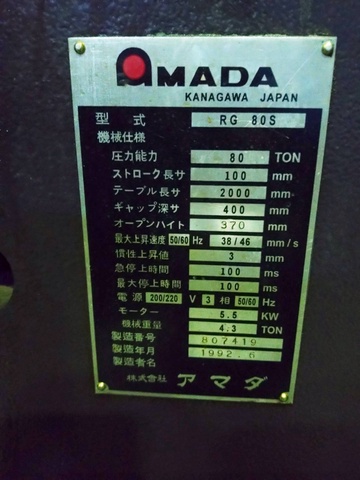 AMADA
KANAGAWA JAPAN
型式 RG 80S
機械仕様
圧力能力 80 TON
ストローク長サ 100 mm
テーブル長サ 2000 mm
ギャップ深サ 400 mm
オープンハイト 370 mm
最大上昇速度 50/60 Hz 38/46 mm/s
慣性上昇値 3 mm
急停止時間 100 ms
最大停止時間 100 ms
電源 200/220 V 3 相 50/60 Hz
モーター 5.5 KW
機械重量 4.3 TON
製造番号 807419
製造年月 1992.6
製造者名
株式会社 アマダ